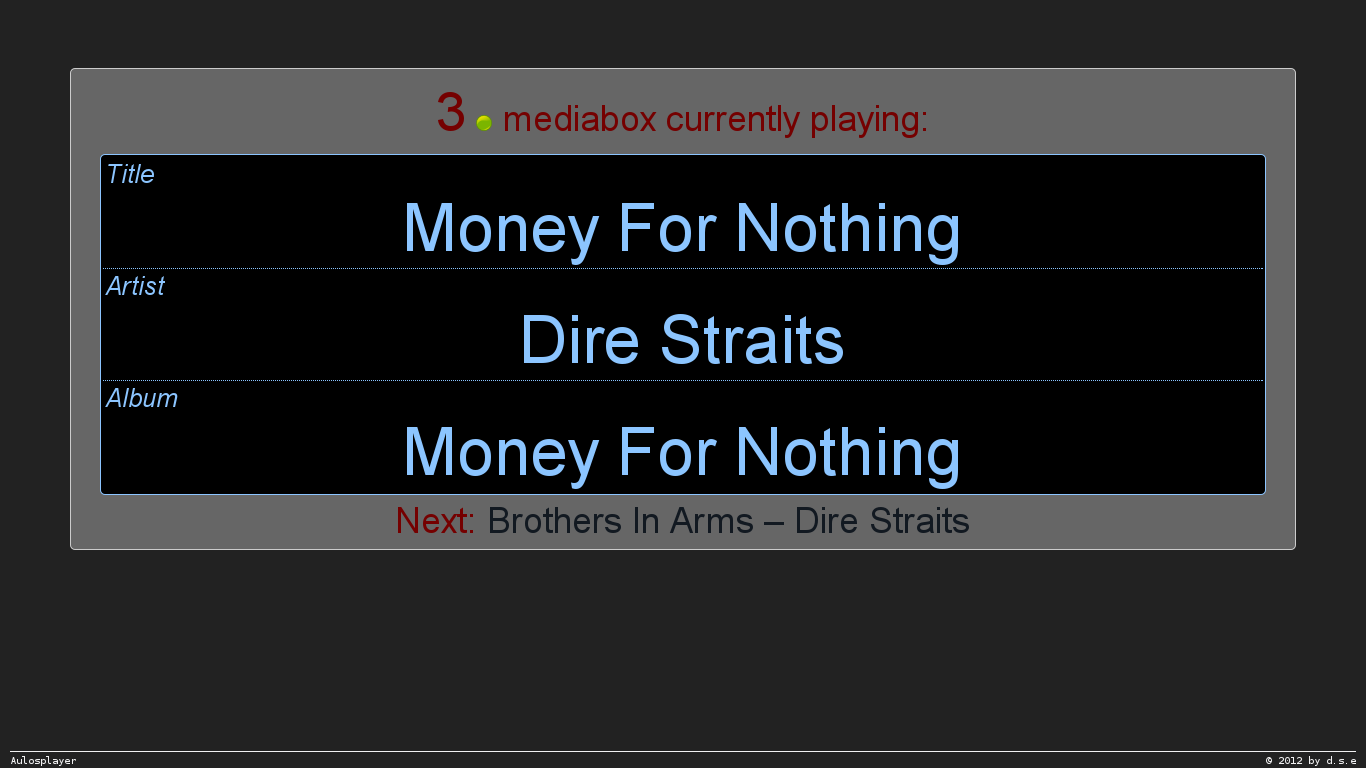 3. mediabox currently playing:
Title
Money For Nothing
Artist
Dire Straits
Album
Money For Nothing
Next: Brothers In Arms – Dire Straits
Aulosplayer
© 2012 by d.s.e